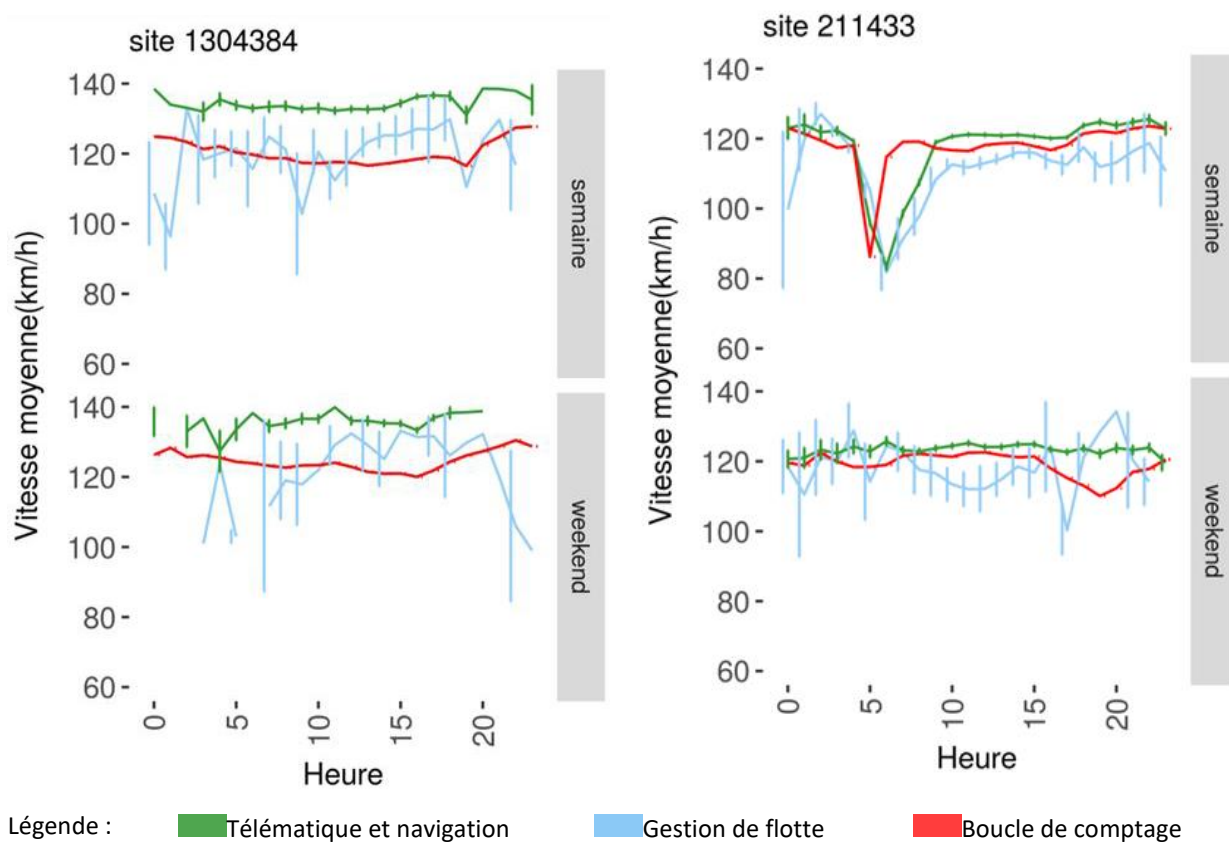 site 1304384
Vitesse moyenne(km/h)
140
120
100
80
60
semaine
140
120
100
80
60
weekend
0
5
10
15
20
Heure
site 211433
Vitesse moyenne(km/h)
140
120
100
80
60
semaine
140
120
100
80
60
weekend
0
5
10
15
20
Heure
Légende : Télématique et navigation Gestion de flotte Boucle de comptage